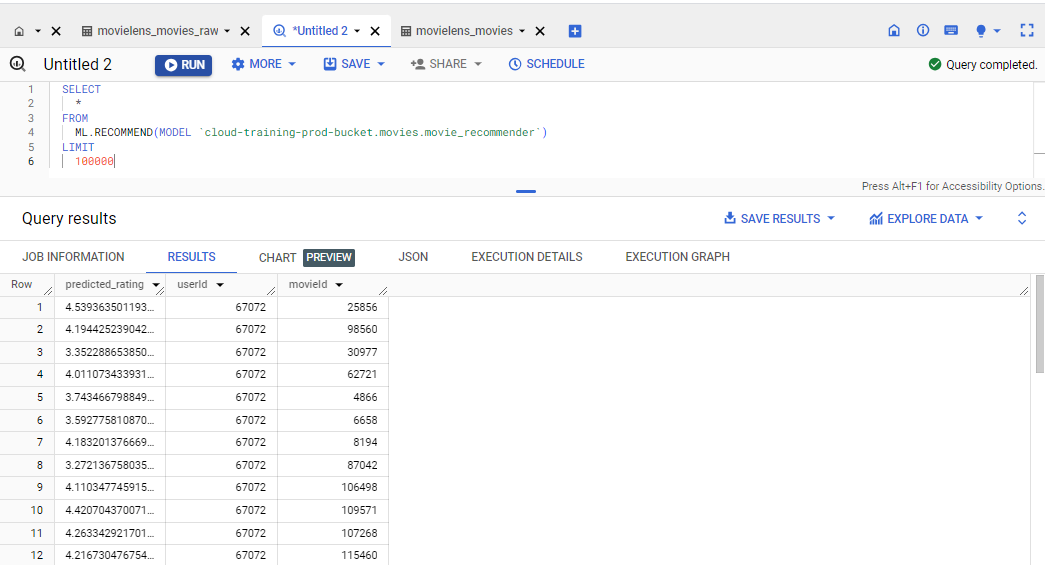 movielens_movies_raw
*Untitled 2
movielens_movies
Untitled 2
RUN
MORE
SAVE
SHARE
SCHEDULE
Query completed.
1 SELECT
2 *
3 FROM
4 ML.RECOMMEND(MODEL `cloud-training-prod-bucket.movies.movie_recommender`)
5 LIMIT
6 100000
Press Alt+F1 for Accessibility Options.
Query results
SAVE RESULTS
EXPLORE DATA
JOB INFORMATION
RESULTS
CHART PREVIEW
JSON
EXECUTION DETAILS
EXECUTION GRAPH
Row predicted_rating userId movieId
1 4.539363501193... 67072 25856
2 4.194425239042... 67072 98560
3 3.352288653850... 67072 30977
4 4.011073433931... 67072 62721
5 3.743466798849... 67072 4866
6 3.592775810870... 67072 6658
7 4.183201376669... 67072 8194
8 3.272136758035... 67072 87042
9 4.110347745915... 67072 106498
10 4.420704370071... 67072 109571
11 4.263342921701... 67072 107268
12 4.216730476754... 67072 115460